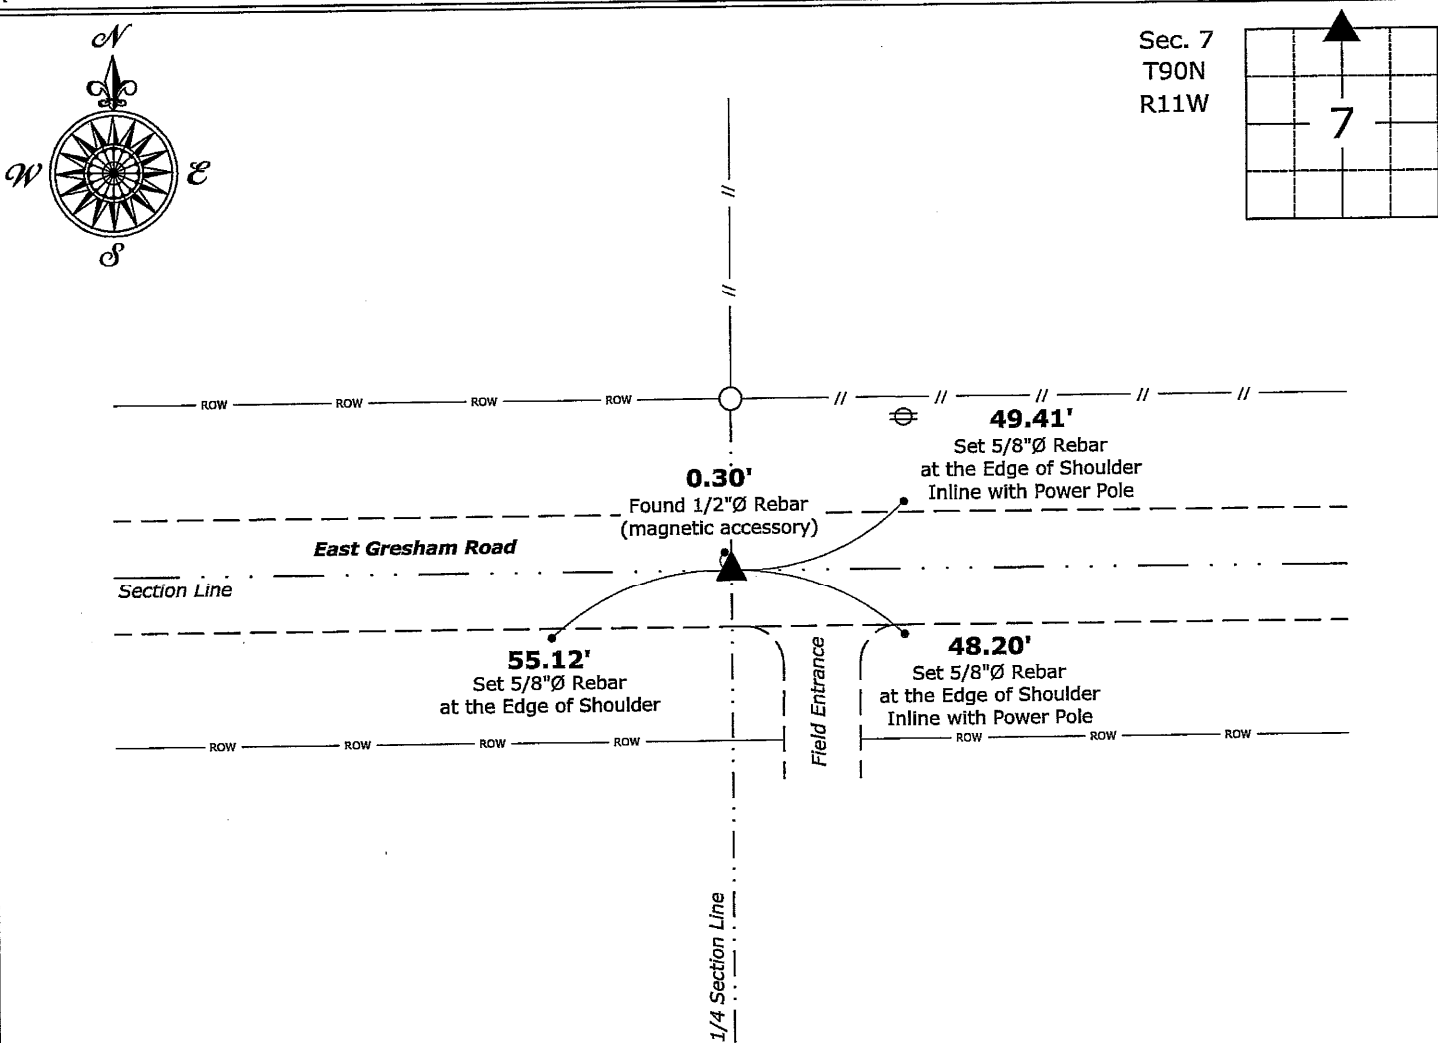 N
W E
S
Sec. 7
T90N
R11W
7
ROW ROW ROW ROW
49.41'
Set 5/8"Ø Rebar
at the Edge of Shoulder
Inline with Power Pole
0.30'
Found 1/2"Ø Rebar
(magnetic accessory)
East Gresham Road
Section Line
55.12'
Set 5/8"Ø Rebar
at the Edge of Shoulder
Field Entrance
48.20'
Set 5/8"Ø Rebar
at the Edge of Shoulder
Inline with Power Pole
ROW ROW ROW ROW ROW ROW ROW
1/4 Section Line